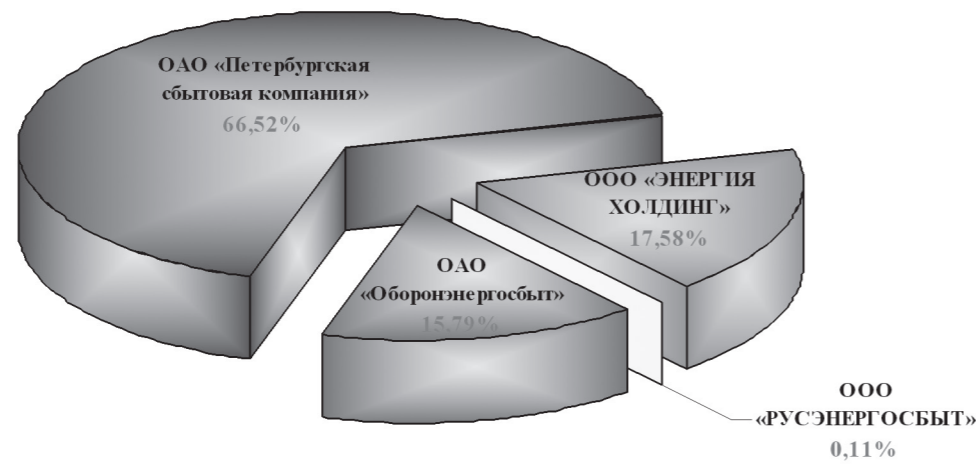 ОАО «Петербургская
сбытовая компания»
66,52%
ООО «ЭНЕРГИЯ
ХОЛДИНГ»
17,58%
ОАО
«Оборонэнергосбыт»
15,79%
ООО
«РУСЭНЕРГОСБЫТ»
0,11%